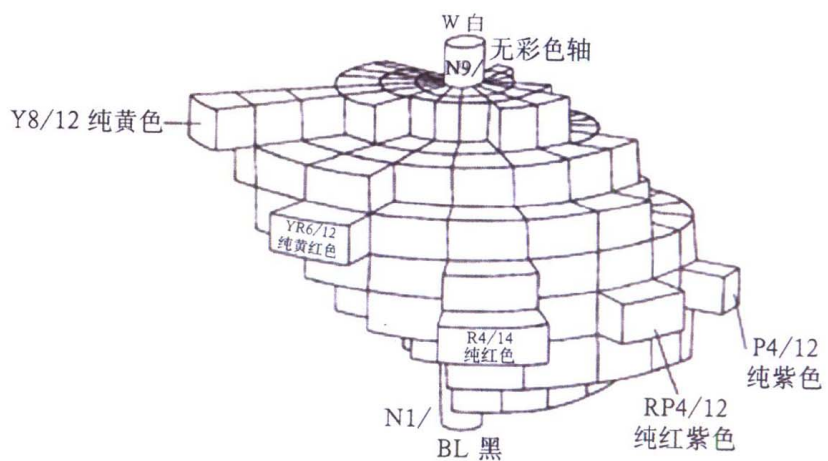 W 白
无彩色轴
N9/
Y8/12 纯黄色
YR6/12
纯黄红色
R4/14
纯红色
P4/12
纯紫色
RP4/12
纯红紫色
N1/
BL 黑